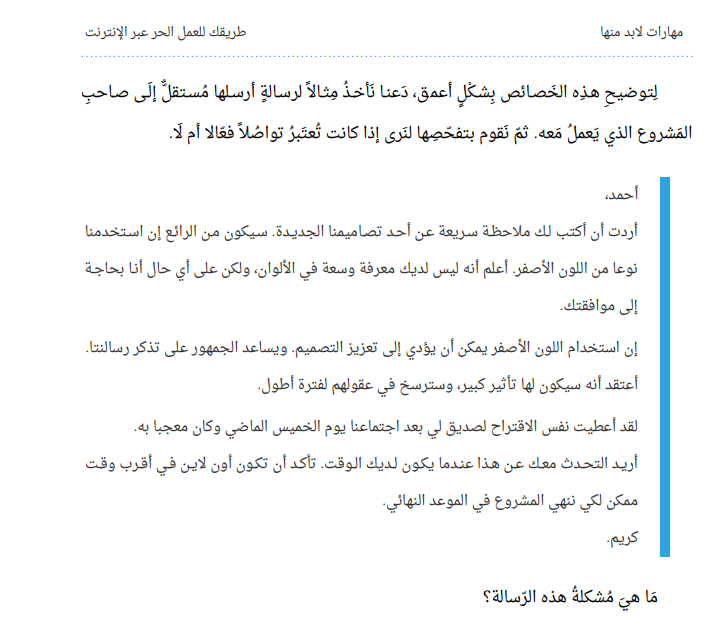 مهارات لابد منها
طريقك للعمل الحر عبر الإنترنت
لِتوضيحِ هذِه الخَصائص بِشكْلٍ أعمق، دَعنا نَأخذُ مِثالاً لرسالةٍ أرسلها مُستقلٌّ إلَى صاحبِ
المَشروع الذي يَعملُ مَعه. ثمّ نَقوم بتفحّصِها لنَرى إذا كانت تُعتَبرُ تواصُلاً فعّالا أم لَا.
أحمد،
أردت أن أكتب لك ملاحظة سريعة عن أحد تصاميمنا الجديدة. سيكون من الرائع إن استخدمنا
نوعا من اللون الأصفر. أعلم أنه ليس لديك معرفة وسعة في الألوان، ولكن على أي حال أنا بحاجة
إلى موافقتك.
إن استخدام اللون الأصفر يمكن أن يؤدي إلى تعزيز التصميم. ويساعد الجمهور على تذكر رسالنتا.
أعتقد أنه سيكون لها تأثير كبير، وسترسخ في عقولهم لفترة أطول.
لقد أعطيت نفس الاقتراح لصديق لي بعد اجتماعنا يوم الخميس الماضي وكان معجبا به.
أريد التحدث معك عن هذا عندما يكون لديك الوقت. تأكد أن تكون أون لاين في أقرب وقت
ممكن لكي ننهي المشروع في الموعد النهائي.
كريم.
مَا هيَ مُشكلةُ هذه الرّسالة؟